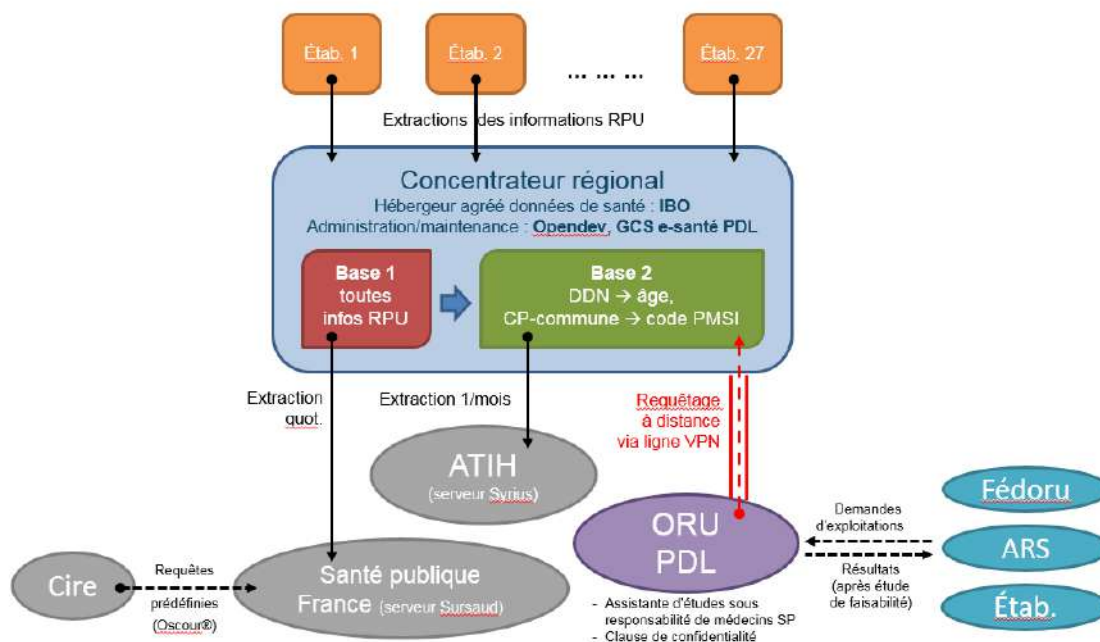 Étab. 1
Étab. 2
... ... ...
Étab. 27
Extractions des informations RPU
Concentrateur régional
Hébergeur agréé données de santé : IBO
Administration/maintenance : Opendev, GCS e-santé PDL
Base 1
toutes
infos RPU
Base 2
DDN → âge,
CP-commune → code PMSI
Extraction
quot.
Extraction 1/mois
Requêtage
à distance
via ligne VPN
ATIH
(serveur Syrius)
ORU
PDL
Demandes
d'exploitations
Résultats
(après étude
de faisabilité)
Fédoru
ARS
Étab.
Cire
Requêtes
prédéfinies
(Oscour®)
Santé publique
France (serveur Sursaud)
- Assistante d'études sous
responsabilité de médecins SP
- Clause de confidentialité